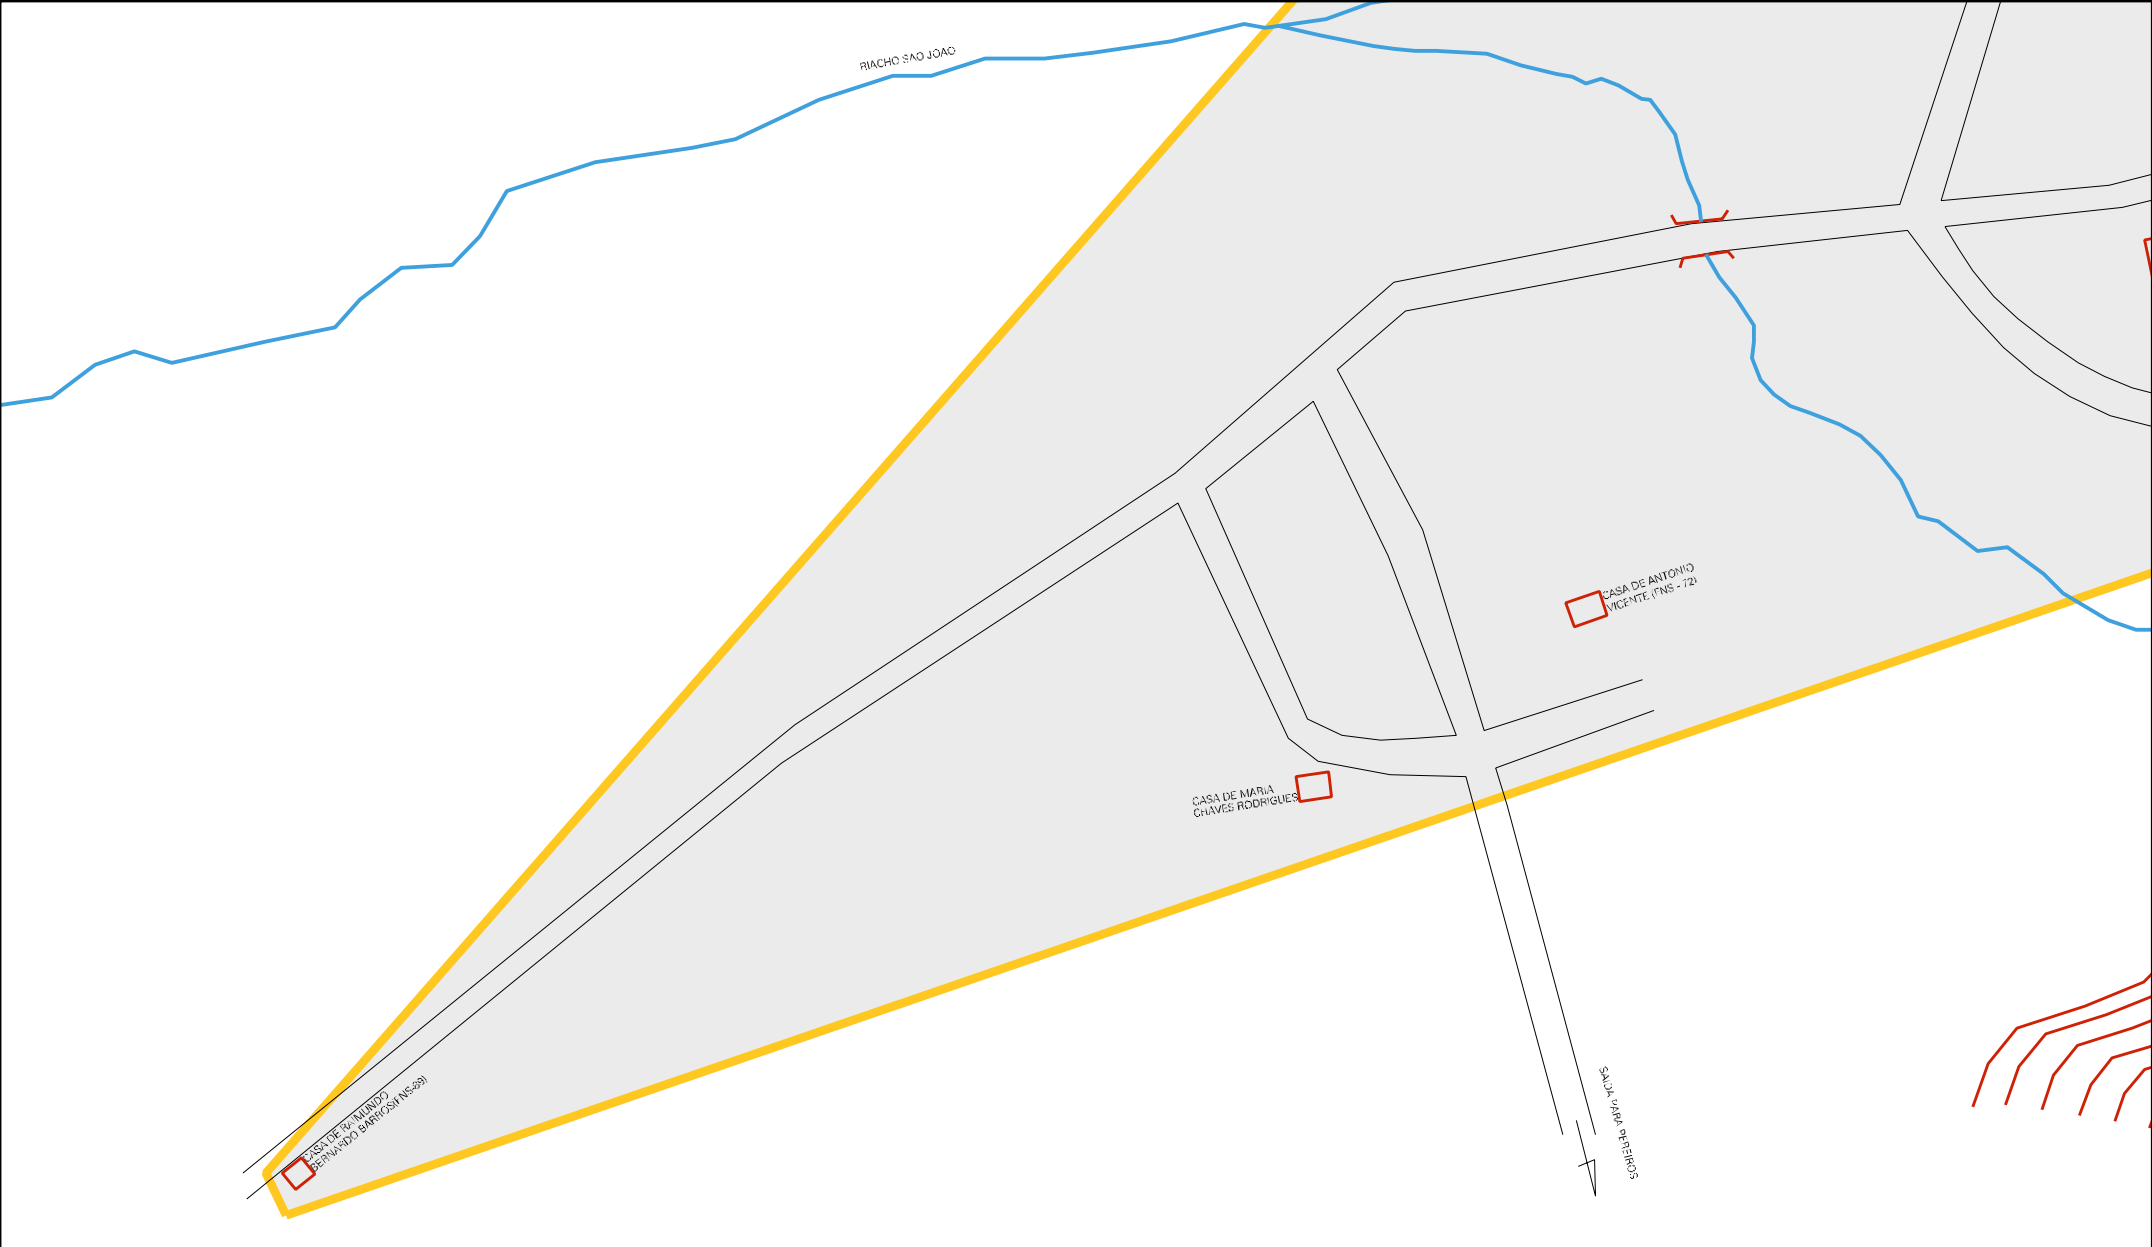 RIACHO SAO JOAO
CASA DE ANTONIO
VICENTE (FNS - 72)
CASA DE MARIA
CHAVES RODRIGUES
CASA DE RAIMUNDO
BERNARDO BARROS(FNS-89)
SAIDA PARA PEREIROS